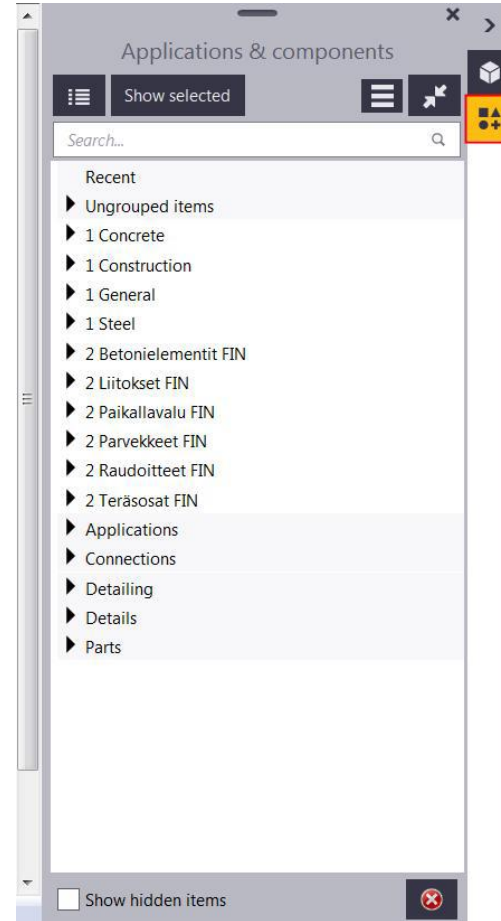 Applications & components
Show selected
Search...
Recent
Ungrouped items
1 Concrete
1 Construction
1 General
1 Steel
2 Betonielementit FIN
2 Liitokset FIN
2 Paikallavalu FIN
2 Parvekkeet FIN
2 Raudoitteet FIN
2 Teräsosat FIN
Applications
Connections
Detailing
Details
Parts
Show hidden items